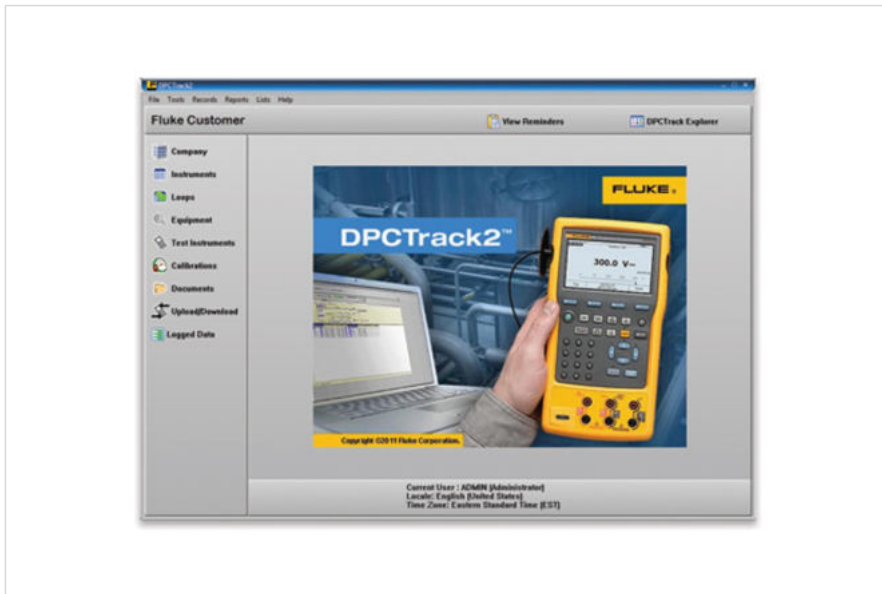 DPCTrack2
File Tools Records Reports Lists Help
Fluke Customer
View Reminders
DPCTrack Explorer
Company
Instruments
Loops
Equipment
Test Instruments
Calibrations
Documents
Upload/Download
Logged Data
FLUKE®
DPCTrack2™
300.0 V
Copyright ©2011 Fluke Corporation.
Current User : ADMIN (Administrator)
Locale: English (United States)
Time Zone: Eastern Standard Time (EST)